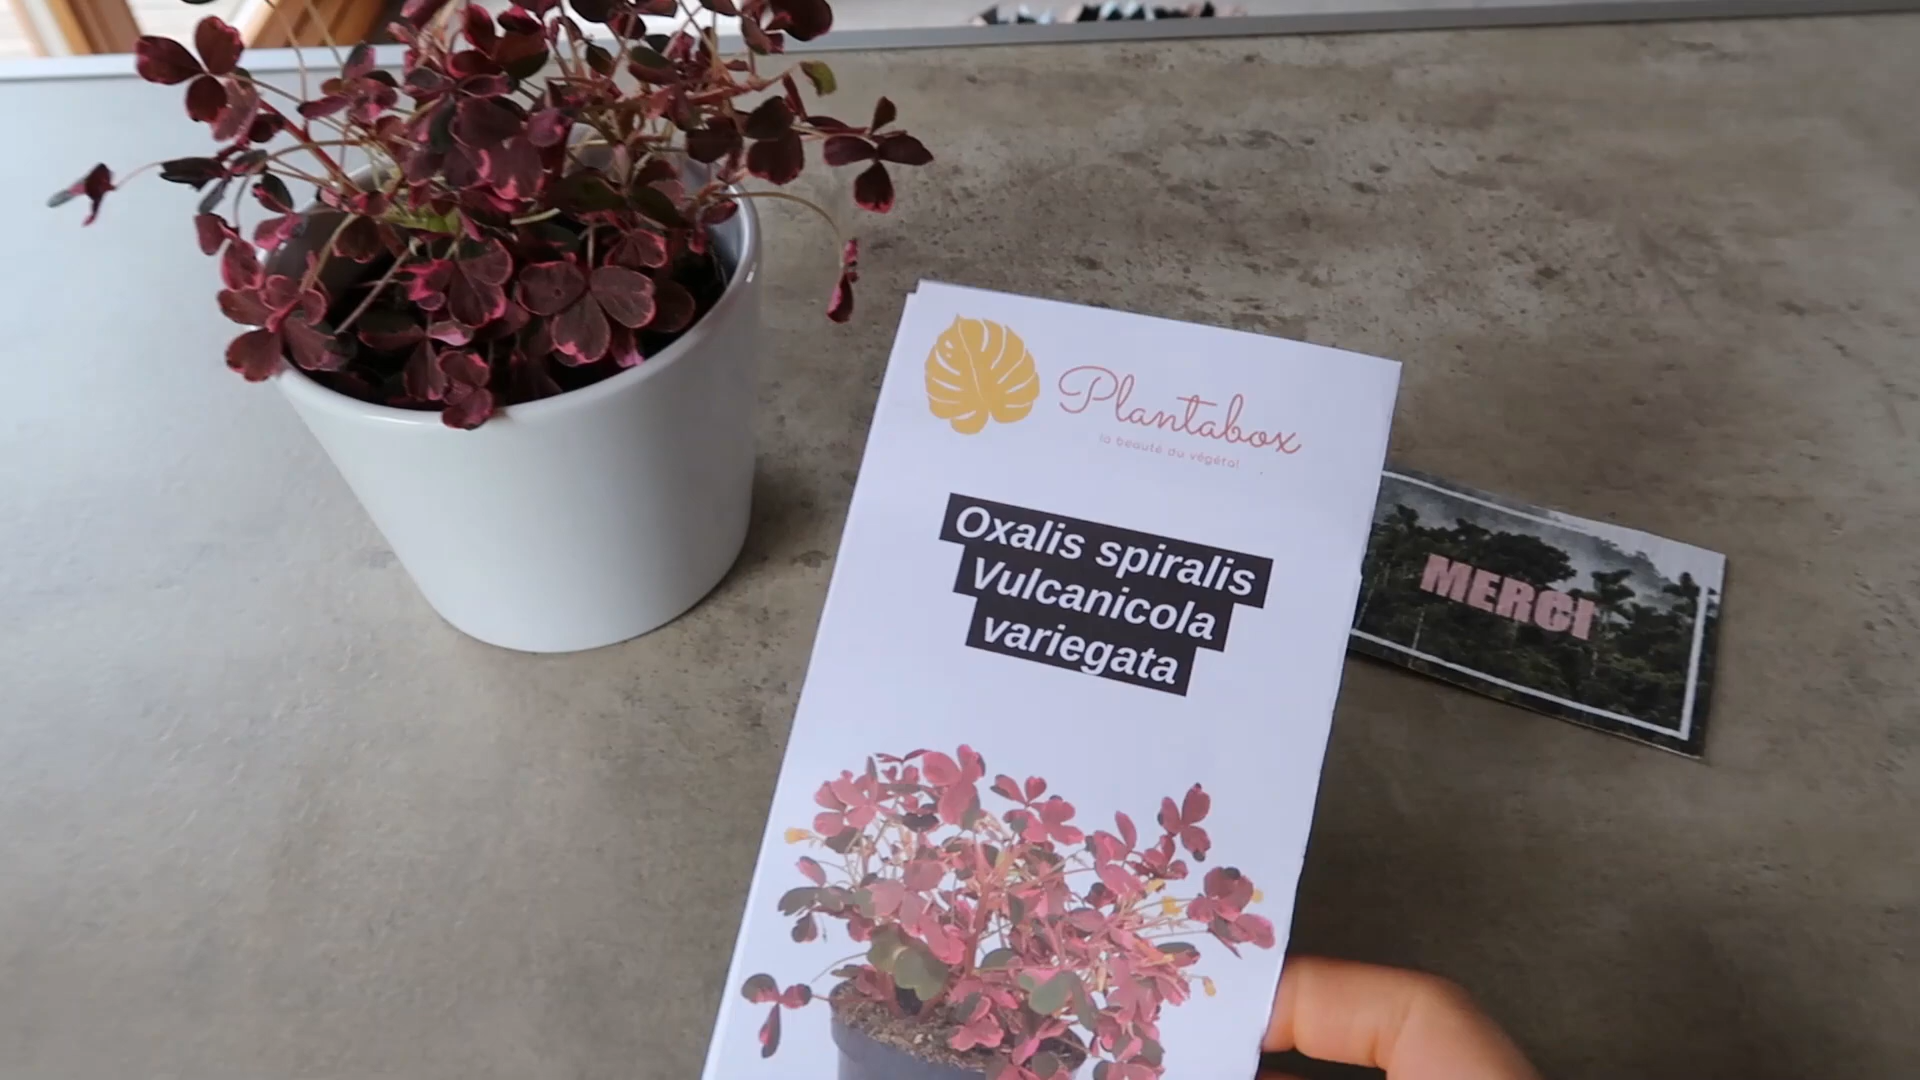 Plantabox
la beauté du végétal
Oxalis spiralis
Vulcanicola
variegata
MERCI